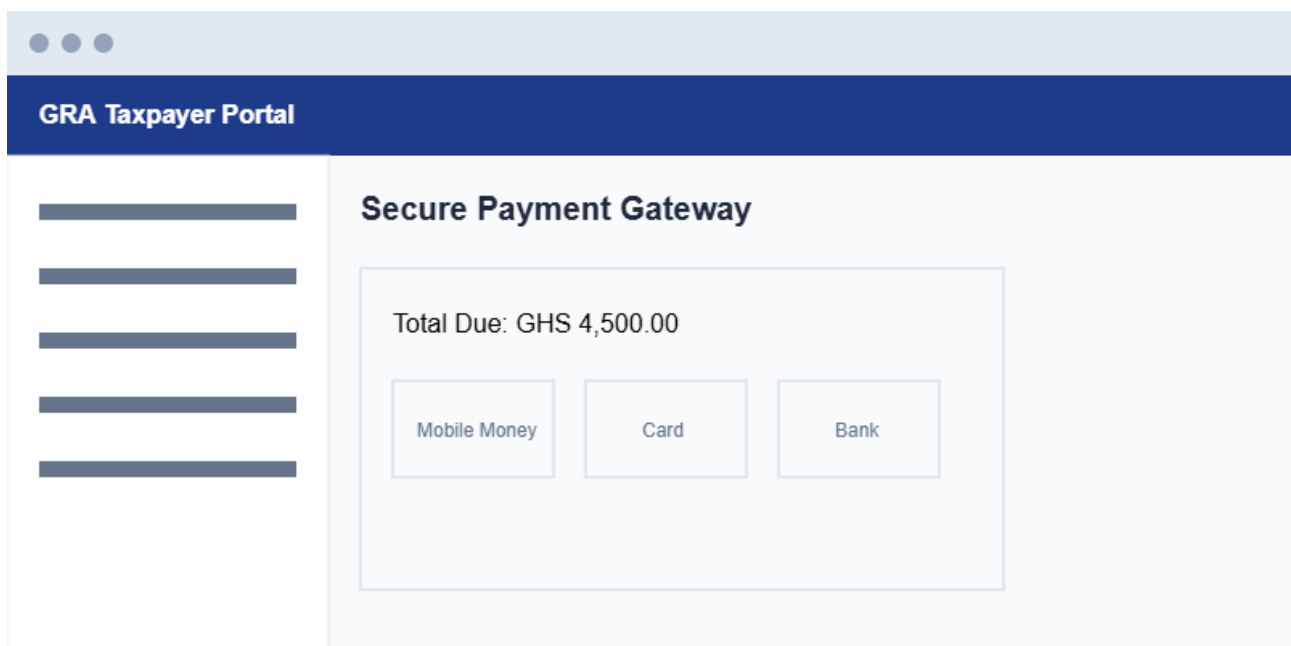 GRA Taxpayer Portal
Secure Payment Gateway
Total Due: GHS 4,500.00
Mobile Money
Card
Bank